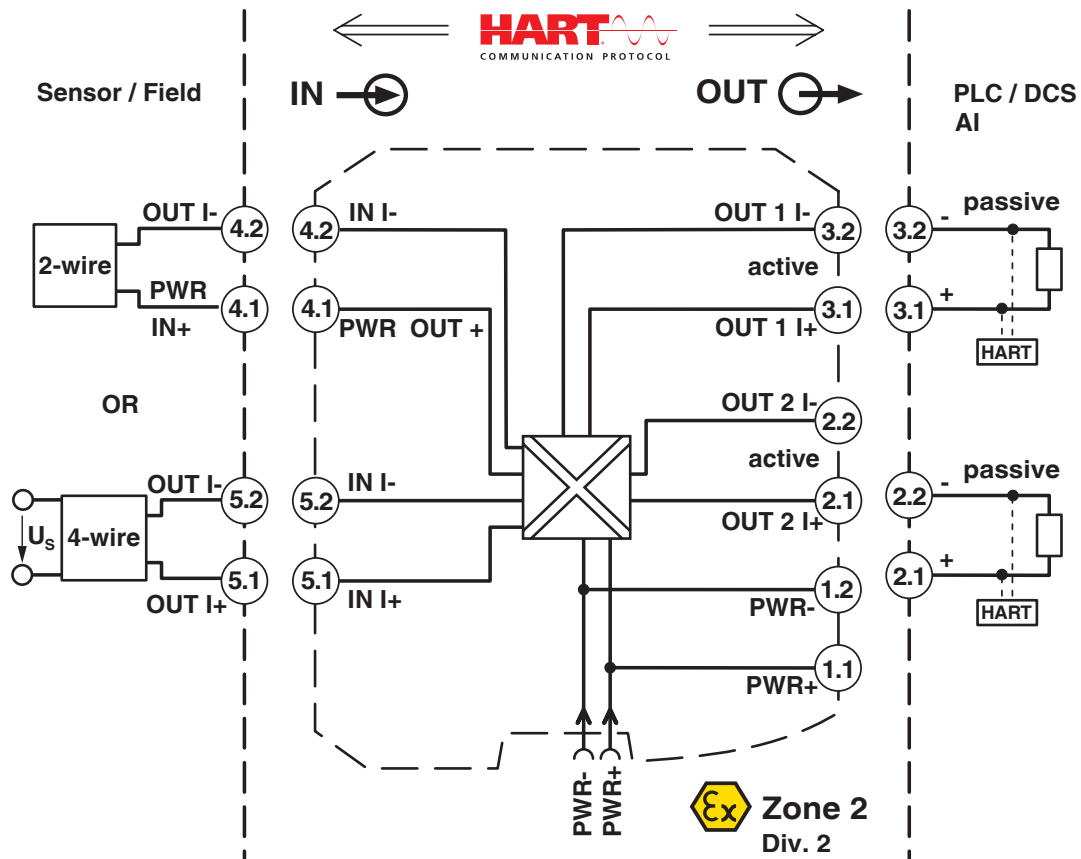 HART
COMMUNICATION PROTOCOL
Sensor / Field
IN
OUT
PLC / DCS
AI
OUT I-
4.2
4.2
IN I-
OUT 1 I-
3.2
3.2
-
passive
2-wire
active
PWR
4.1
IN+
4.1
PWR OUT +
3.1
OUT 1 I+
3.1
+
HART
OR
OUT 2 I-
2.2
active
OUT I-
5.2
5.2
IN I-
2.1
OUT 2 I+
2.2
-
passive
US
4-wire
5.1
OUT I+
5.1
IN I+
1.2
PWR-
2.1
+
HART
1.1
PWR+
PWR-
PWR+
Ex
Zone 2
Div. 2